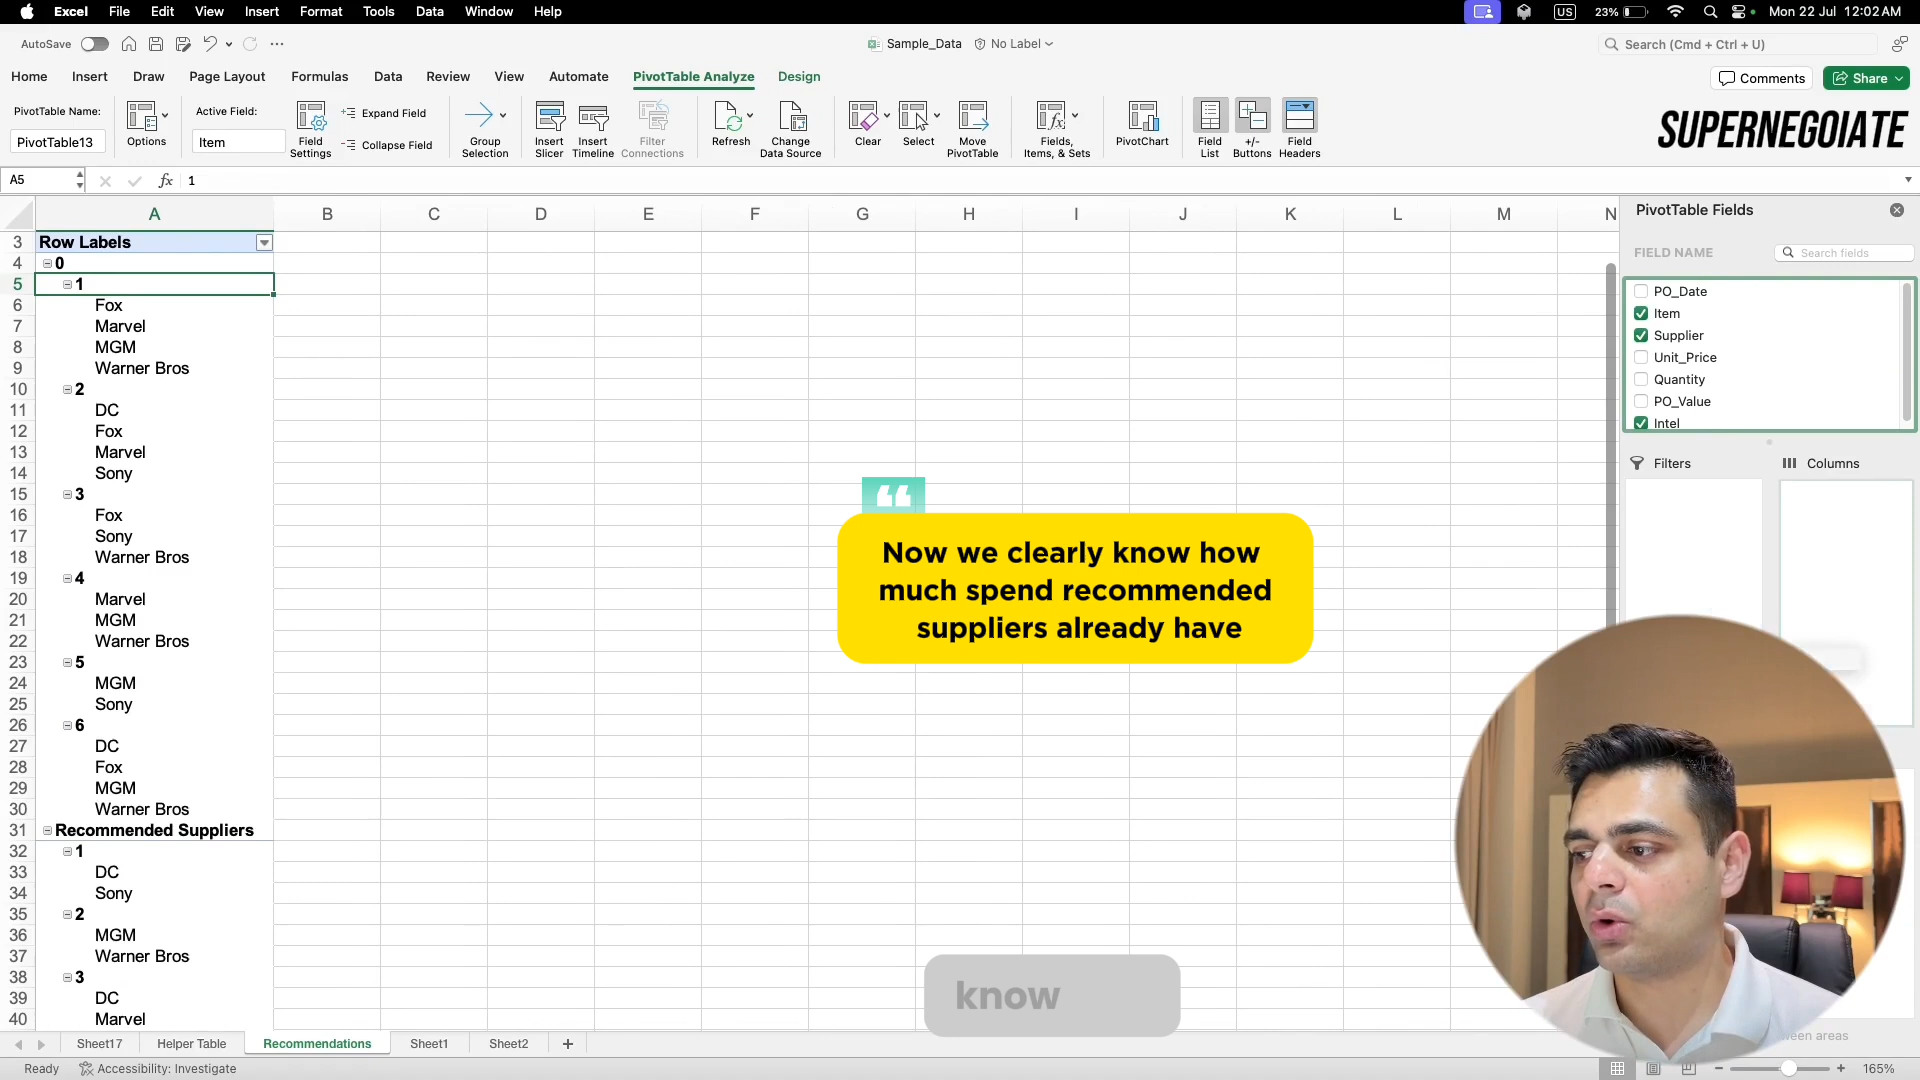 Excel File Edit View Insert Format Tools Data Window Help US 23% Mon 22 Jul 12:02 AM
AutoSave Sample_Data No Label Search (Cmd + Ctrl + U)
Home Insert Draw Page Layout Formulas Data Review View Automate PivotTable Analyze Design Comments Share
PivotTable Name:
PivotTable13
Options
Active Field:
Item
Field
Settings
Expand Field
Collapse Field
Group
Selection
Insert
Slicer
Insert
Timeline
Filter
Connections
Refresh
Change
Data Source
Clear
Select
Move
PivotTable
Fields,
Items, & Sets
PivotChart
Field
List
+/-
Buttons
Field
Headers
SUPERNEGOIATE
A5 fx 1
A B C D E F G H I J K L M N
3 Row Labels
4 0
5 1
6 Fox
7 Marvel
8 MGM
9 Warner Bros
10 2
11 DC
12 Fox
13 Marvel
14 Sony
15 3
16 Fox
17 Sony
18 Warner Bros
19 4
20 Marvel
21 MGM
22 Warner Bros
23 5
24 MGM
25 Sony
26 6
27 DC
28 Fox
29 MGM
30 Warner Bros
31 Recommended Suppliers
32 1
33 DC
34 Sony
35 2
36 MGM
37 Warner Bros
38 3
39 DC
40 Marvel
“
Now we clearly know how
much spend recommended
suppliers already have
know
PivotTable Fields
FIELD NAME Search fields
PO_Date
Item
Supplier
Unit_Price
Quantity
PO_Value
Intel
Filters Columns
areas
Sheet17 Helper Table Recommendations Sheet1 Sheet2 +
Ready Accessibility: Investigate − + 165%